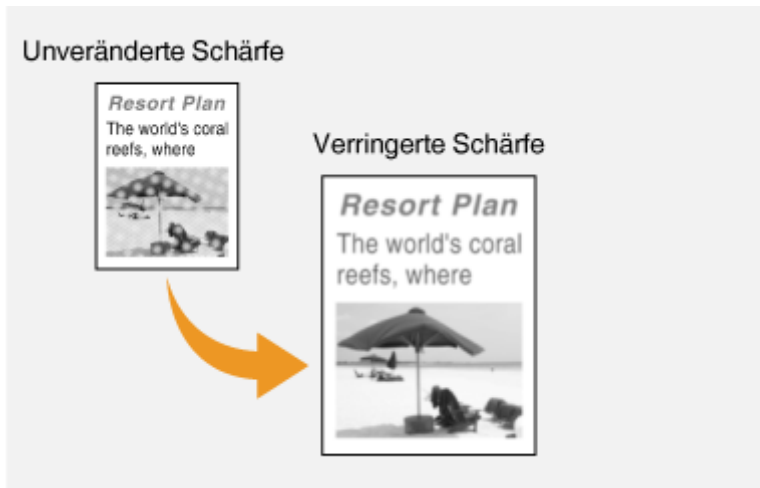 Unveränderte Schärfe
Resort Plan
The world's coral
reefs, where
Verringerte Schärfe
Resort Plan
The world's coral
reefs, where